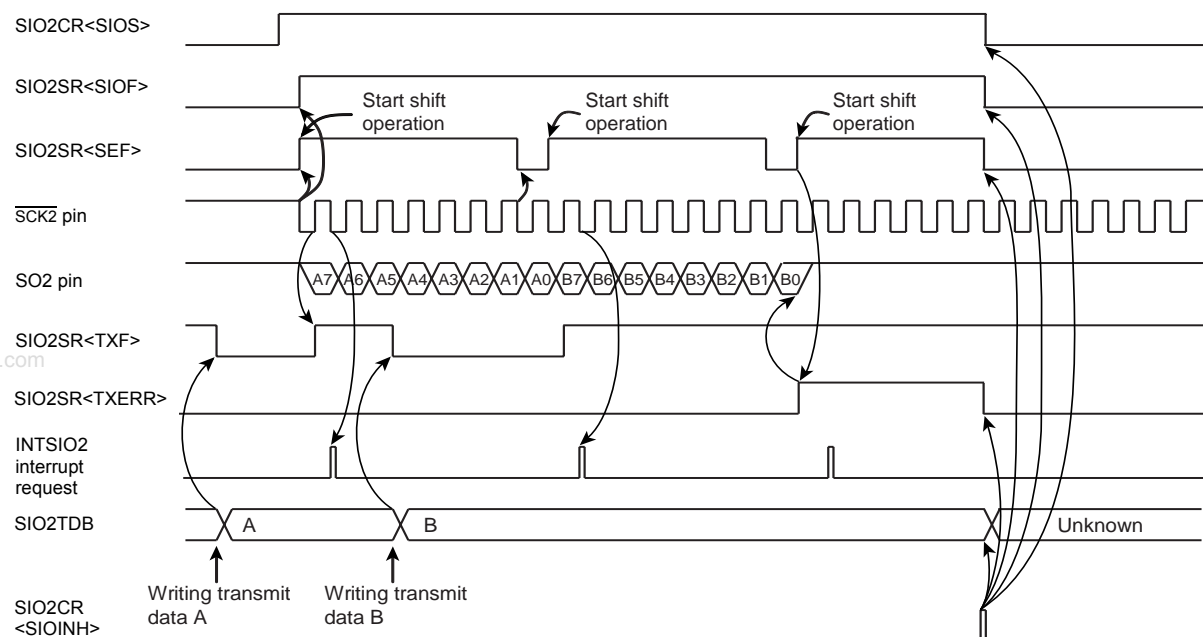 SIO2CR<SIOS>
SIO2SR<SIOF>
Start shift
operation
Start shift
operation
Start shift
operation
SIO2SR<SEF>
SCK2 pin
SO2 pin
A7 A6 A5 A4 A3 A2 A1 A0 B7 B6 B5 B4 B3 B2 B1 B0
SIO2SR<TXF>
.com
SIO2SR<TXERR>
INTSIO2
interrupt
request
SIO2TDB
A
B
Unknown
Writing transmit
data A
Writing transmit
data B
SIO2CR
<SIOINH>